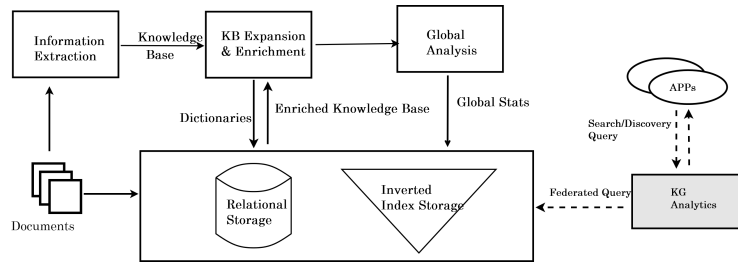 Information
Extraction
Knowledge
Base
KB Expansion
& Enrichment
Global
Analysis
Dictionaries
Enriched Knowledge Base
Global Stats
APPs
Search/Discovery
Query
Documents
Relational
Storage
Inverted
Index Storage
Federated Query
KG
Analytics